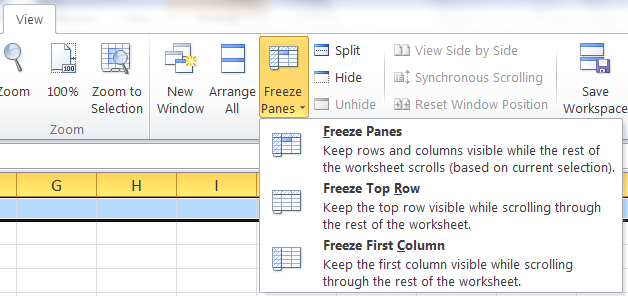 View
Zoom
100%
Zoom to
Selection
New
Window
Arrange
All
Freeze
Panes
Split
Hide
Unhide
View Side by Side
Synchronous Scrolling
Reset Window Position
Save
Workspace
Zoom
Freeze Panes
Keep rows and columns visible while the rest of
the worksheet scrolls (based on current selection).
Freeze Top Row
Keep the top row visible while scrolling through
the rest of the worksheet.
Freeze First Column
Keep the first column visible while scrolling
through the rest of the worksheet.
G H I